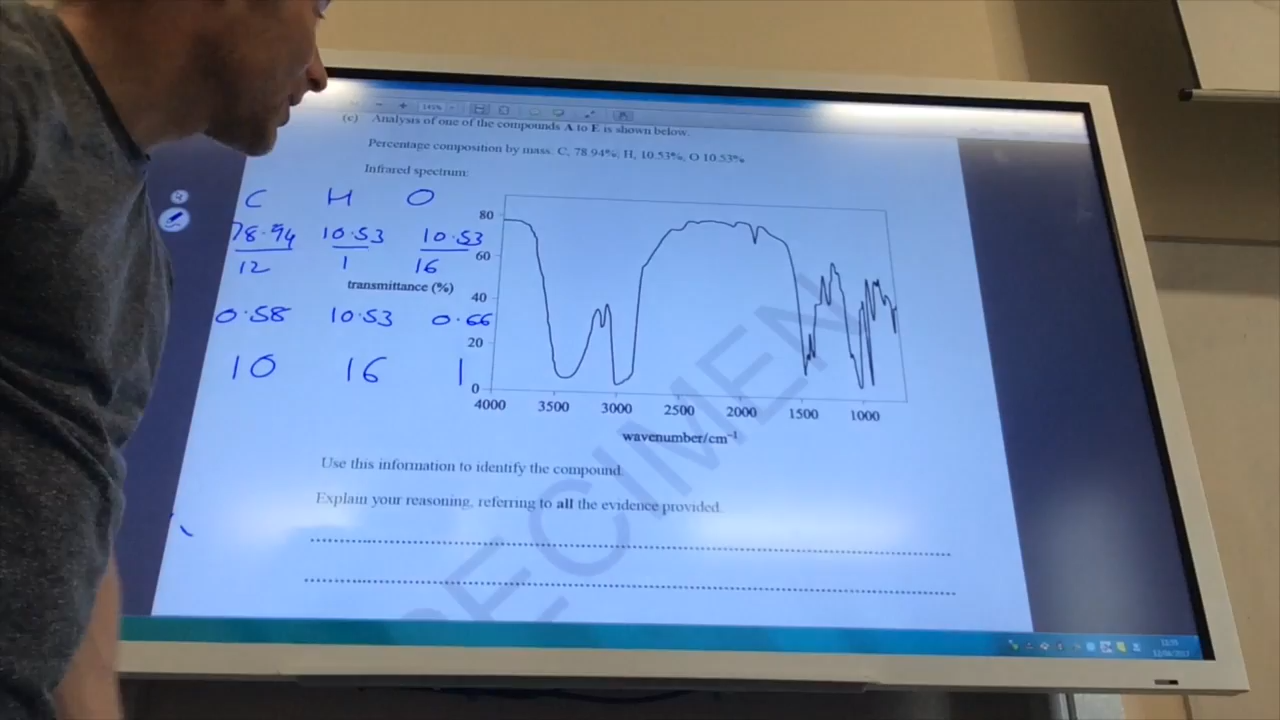 (c) Analysis of one of the compounds A to E is shown below.
Percentage composition by mass: C, 78.94%; H, 10.53%; O 10.53%
Infrared spectrum:
C H O
78.94 10.53 10.53
12 1 16
transmittance (%)
0.58 10.53 0.66
10 16 1
80
60
40
20
0
4000 3500 3000 2500 2000 1500 1000
wavenumber/cm⁻¹
Use this information to identify the compound.
Explain your reasoning, referring to all the evidence provided.
SPECIMEN